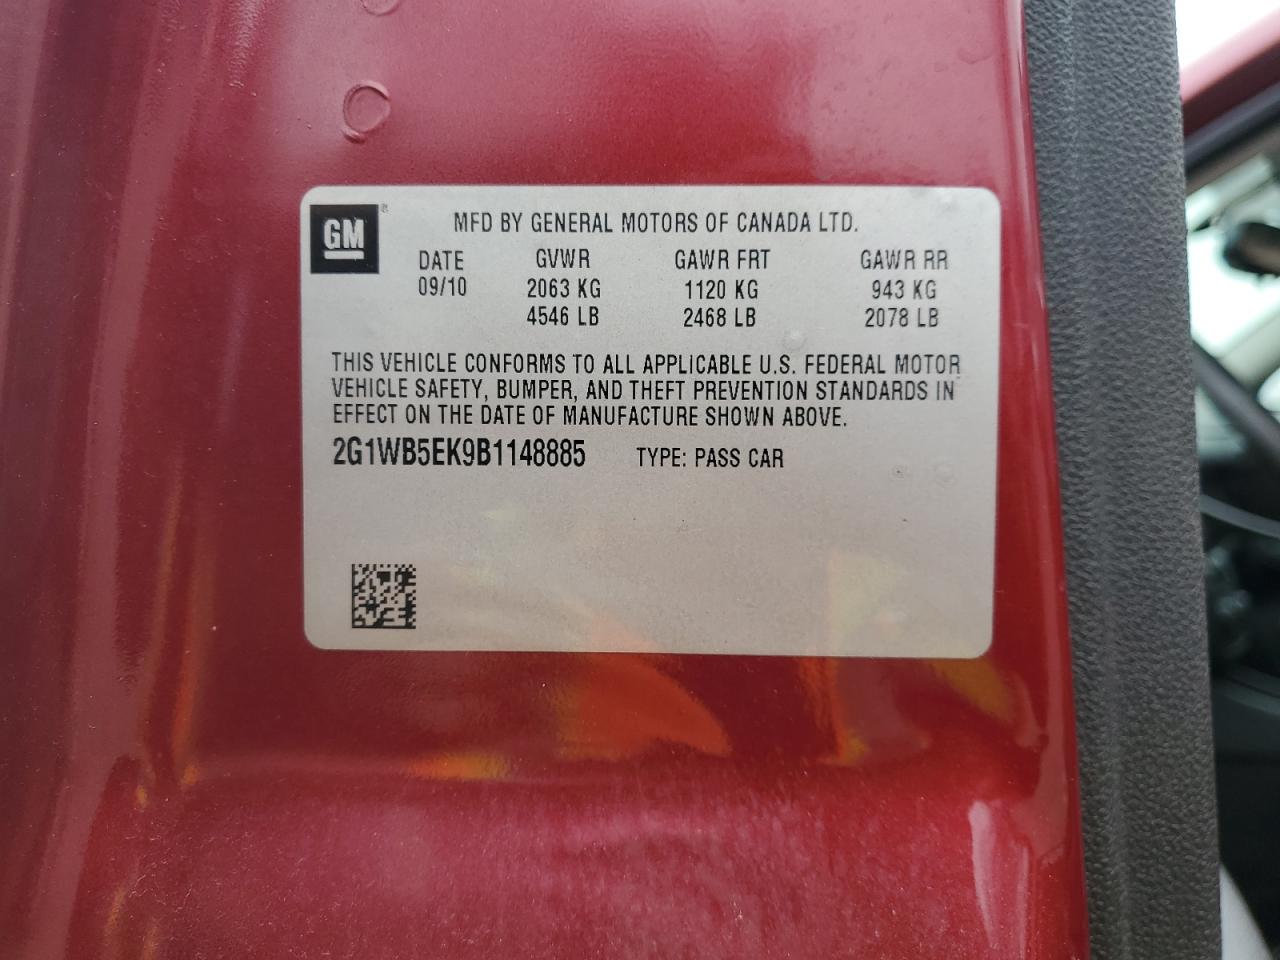 GM ®
MFD BY GENERAL MOTORS OF CANADA LTD.
DATE GVWR GAWR FRT GAWR RR
09/10 2063 KG 1120 KG 943 KG
4546 LB 2468 LB 2078 LB
THIS VEHICLE CONFORMS TO ALL APPLICABLE U.S. FEDERAL MOTOR
VEHICLE SAFETY, BUMPER, AND THEFT PREVENTION STANDARDS IN
EFFECT ON THE DATE OF MANUFACTURE SHOWN ABOVE.
2G1WB5EK9B1148885 TYPE: PASS CAR